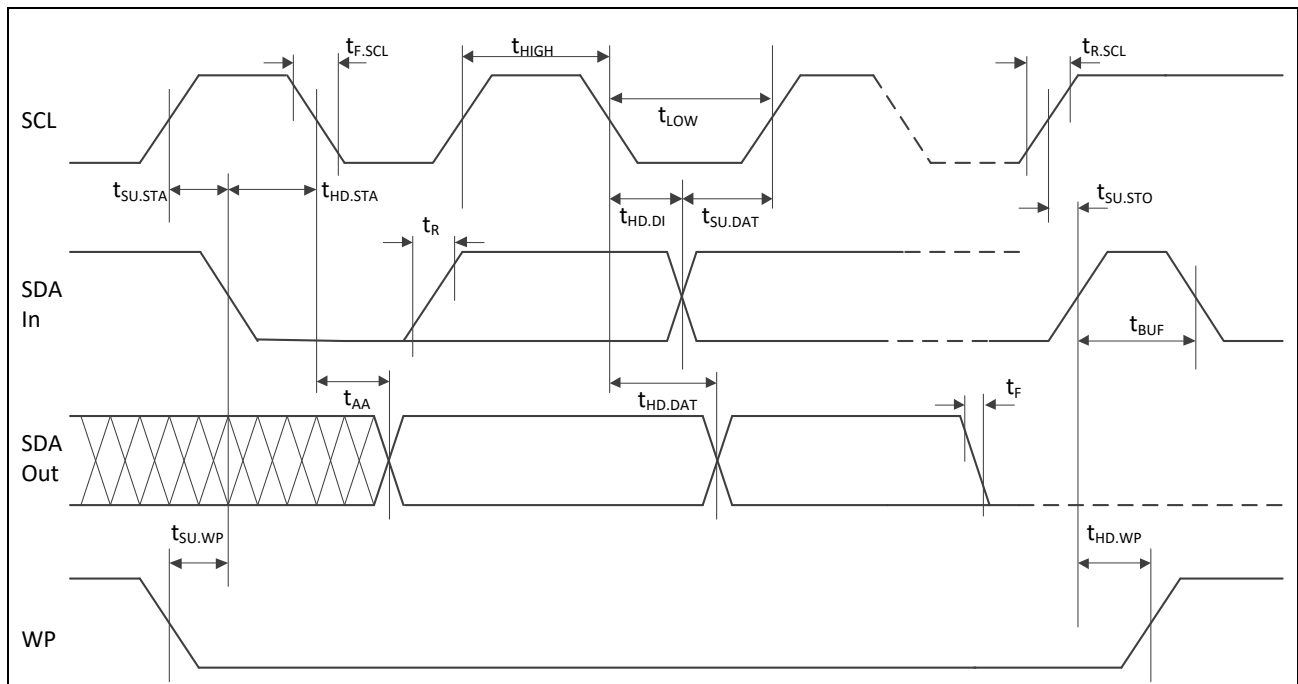 tF.SCL
tHIGH
tR.SCL
SCL
tLOW
tSU.STA
tHD.STA
tHD.DI
tSU.DAT
tSU.STO
tR
SDA
In
tBUF
tAA
tHD.DAT
tF
SDA
Out
tSU.WP
tHD.WP
WP